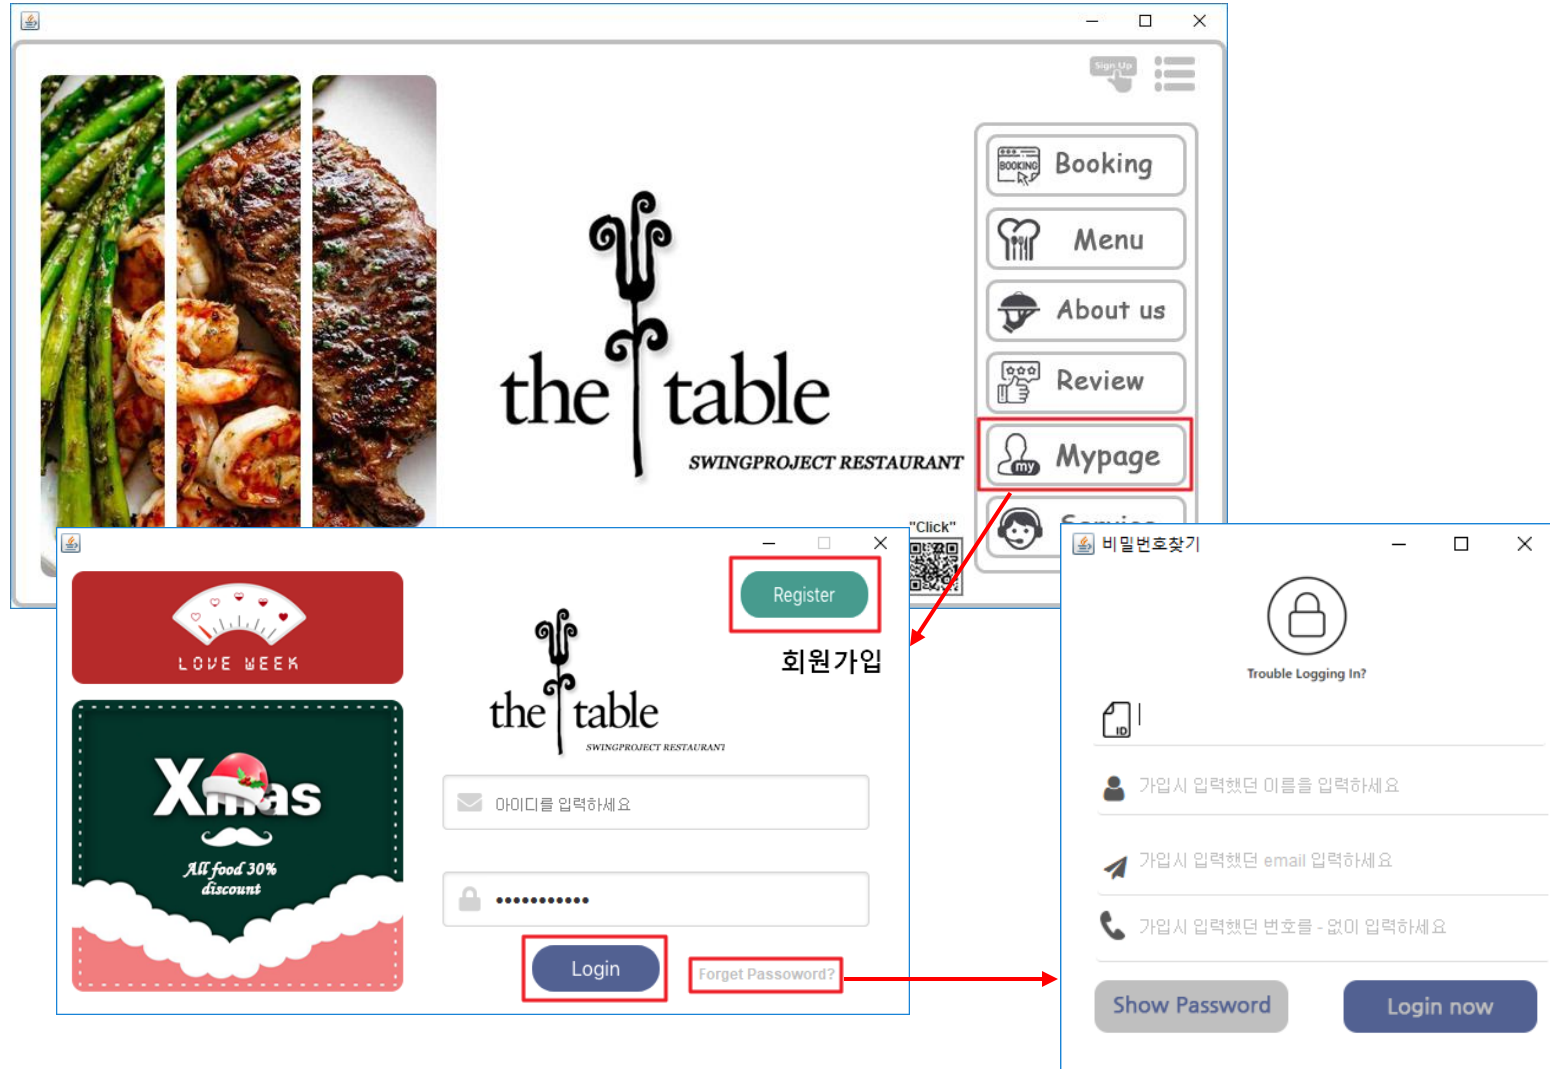 Sign Up
BOOKING
Booking
Menu
About us
Review
my
Mypage
the table
SWINGPROJECT RESTAURANT
"Click"
Register
회원가입
LOVE WEEK
the table
SWINGPROJECT RESTAURANT
Xmas
All food 30%
discount
아이디를 입력하세요
Login
Forget Passoword?
비밀번호찾기
Trouble Logging In?
ID
가입시 입력했던 이름을 입력하세요
가입시 입력했던 email 입력하세요
가입시 입력했던 번호를 - 없이 입력하세요
Show Password
Login now